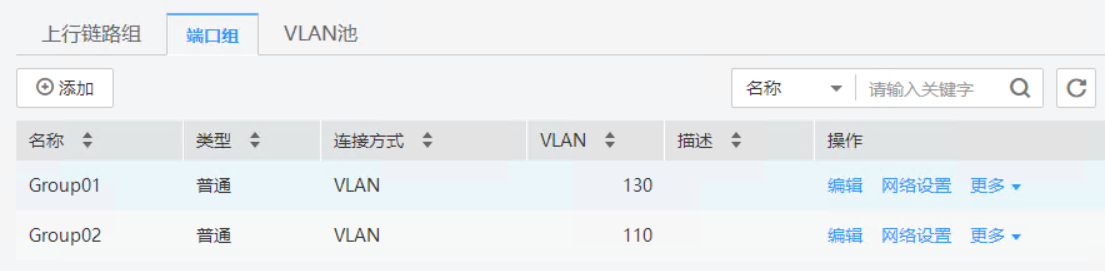 上行链路组 端口组 VLAN池
添加 名称 请输入关键字
名称 类型 连接方式 VLAN 描述 操作
Group01 普通 VLAN 130 编辑 网络设置 更多
Group02 普通 VLAN 110 编辑 网络设置 更多